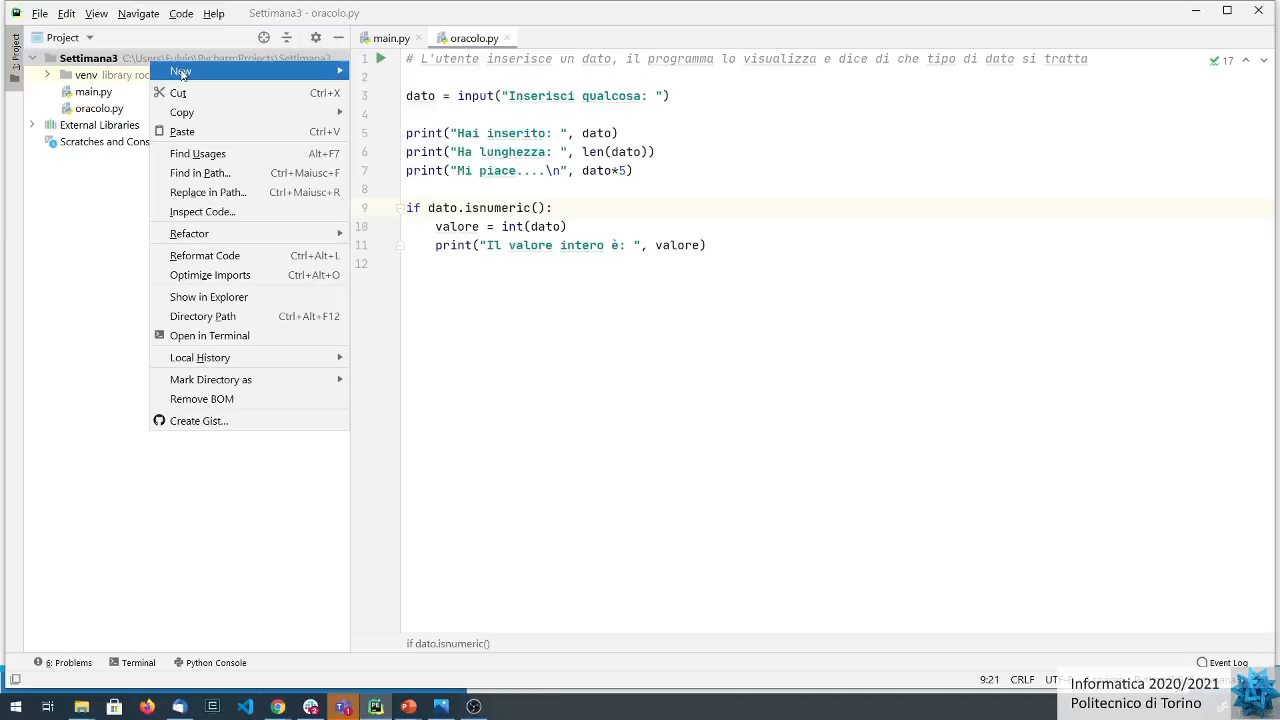 File Edit View Navigate Code Help Settimana3 - oracolo.py
Project
Project
main.py
oracolo.py
Settimana3 C:\Users\Fulvio\PycharmProjects\Settimana3
venv library roo
main.py
oracolo.py
External Libraries
Scratches and Cons
New
Cut Ctrl+X
Copy
Paste Ctrl+V
Find Usages Alt+F7
Find in Path... Ctrl+Maiusc+F
Replace in Path... Ctrl+Maiusc+R
Inspect Code...
Refactor
Reformat Code Ctrl+Alt+L
Optimize Imports Ctrl+Alt+O
Show in Explorer
Directory Path Ctrl+Alt+F12
Open in Terminal
Local History
Mark Directory as
Remove BOM
Create Gist...
1 # L'utente inserisce un dato, il programma lo visualizza e dice di che tipo di dato si tratta
17
2
3 dato = input("Inserisci qualcosa: ")
4
5 print("Hai inserito: ", dato)
6 print("Ha lunghezza: ", len(dato))
7 print("Mi piace....\n", dato*5)
8
9 if dato.isnumeric():
10 valore = int(dato)
11 print("Il valore intero è: ", valore)
12
if dato.isnumeric()
6: Problems Terminal Python Console Event Log
9:21 CRLF
Informatica 2020/2021
Politecnico di Torino